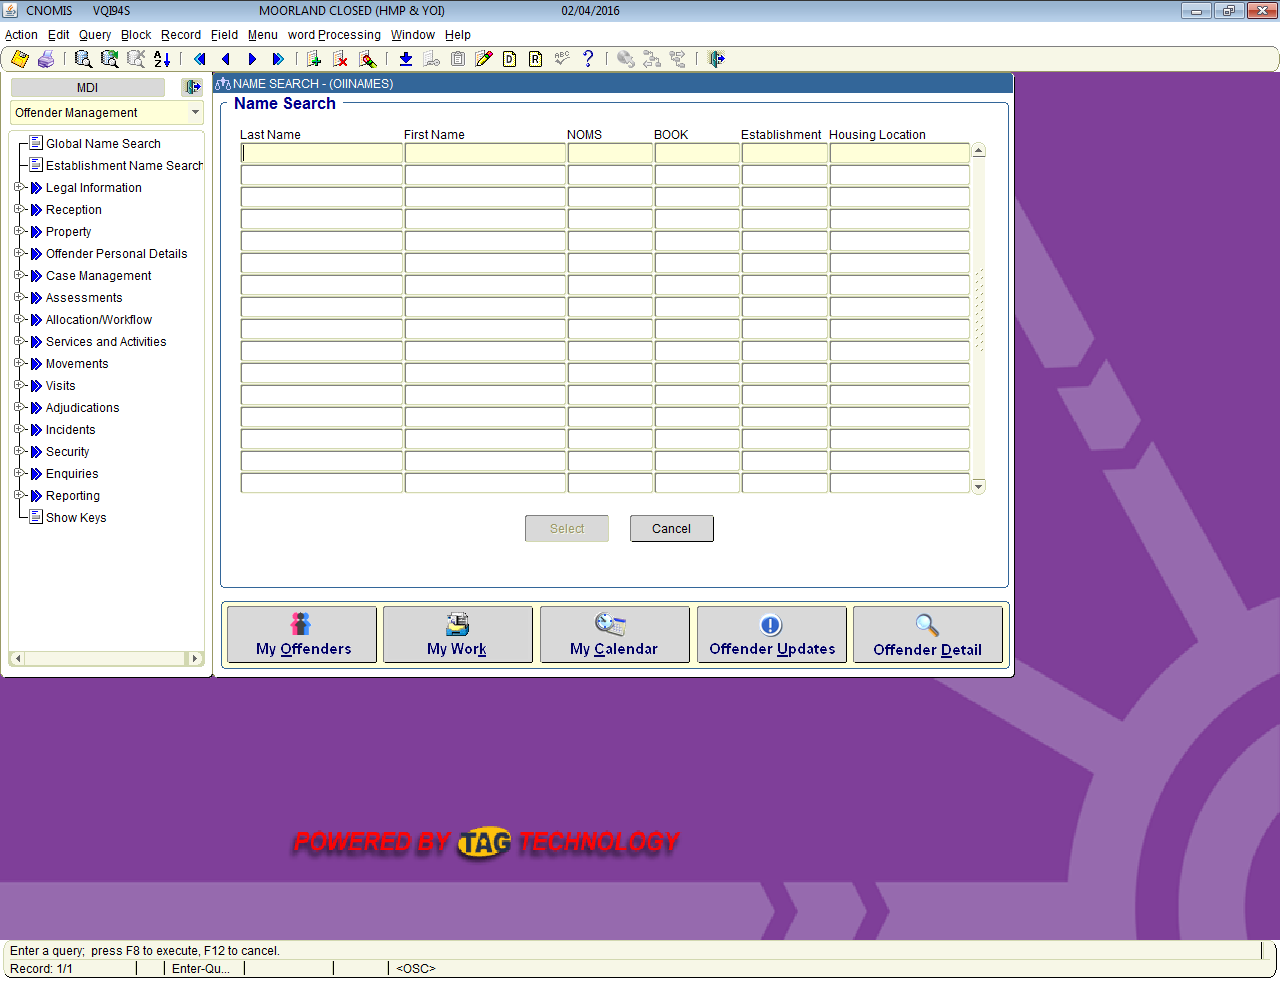 CNOMIS VQI94S MOORLAND CLOSED (HMP & YOI) 02/04/2016
Action Edit Query Block Record Field Menu word Processing Window Help
MDI
Offender Management
Global Name Search
Establishment Name Search
Legal Information
Reception
Property
Offender Personal Details
Case Management
Assessments
Allocation/Workflow
Services and Activities
Movements
Visits
Adjudications
Incidents
Security
Enquiries
Reporting
Show Keys
NAME SEARCH - (OIINAMES)
Name Search
Last Name First Name NOMS BOOK Establishment Housing Location
Select Cancel
My Offenders My Work My Calendar Offender Updates Offender Detail
POWERED BY TAG TECHNOLOGY
Enter a query; press F8 to execute, F12 to cancel.
Record: 1/1 Enter-Qu... <OSC>